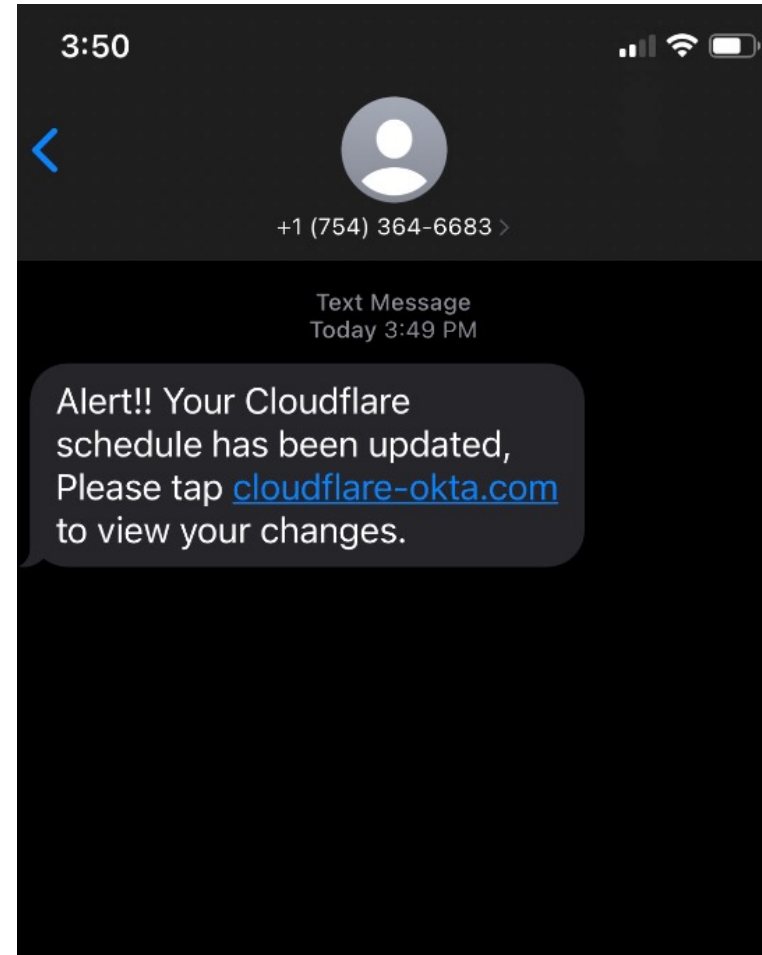 3:50
+1 (754) 364-6683 >
Text Message
Today 3:49 PM
Alert!! Your Cloudflare
schedule has been updated,
Please tap cloudflare-okta.com
to view your changes.